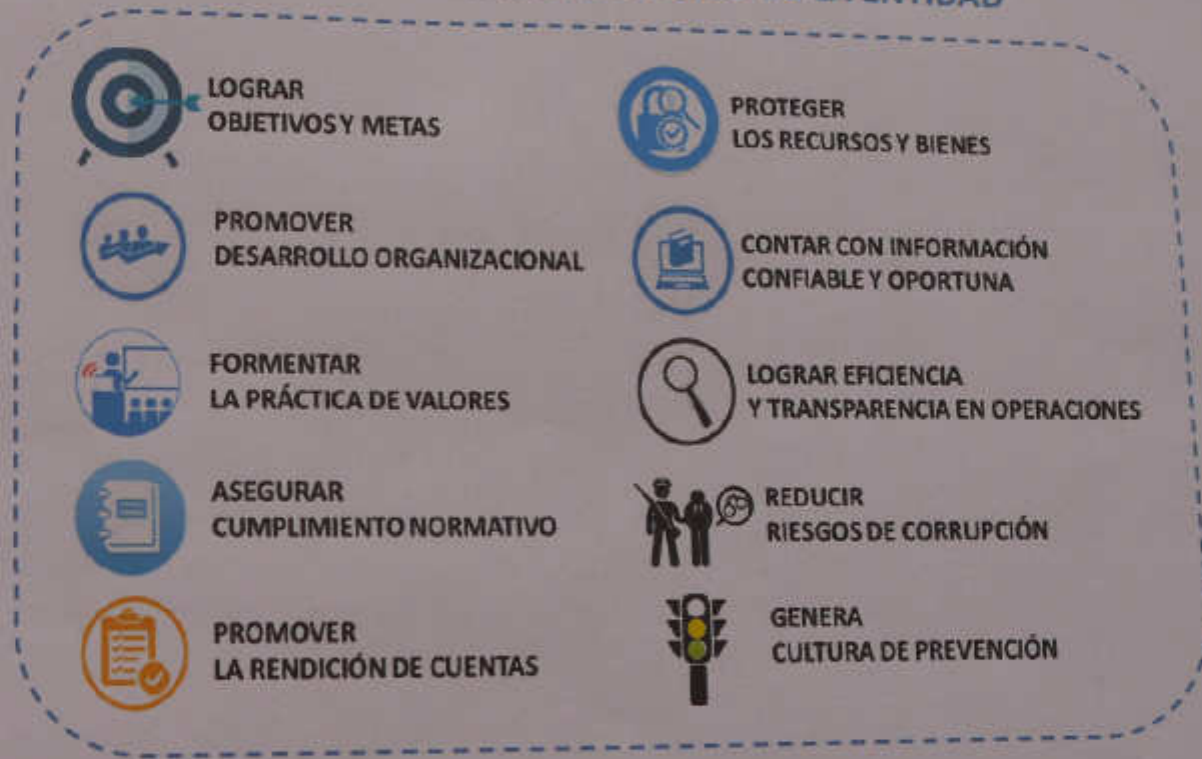 ENTIDAD
LOGRAR
OBJETIVOS Y METAS
PROMOVER
DESARROLLO ORGANIZACIONAL
FORMENTAR
LA PRÁCTICA DE VALORES
ASEGURAR
CUMPLIMIENTO NORMATIVO
PROMOVER
LA RENDICIÓN DE CUENTAS
PROTEGER
LOS RECURSOS Y BIENES
CONTAR CON INFORMACIÓN
CONFIABLE Y OPORTUNA
LOGRAR EFICIENCIA
Y TRANSPARENCIA EN OPERACIONES
REDUCIR
RIESGOS DE CORRUPCIÓN
GENERA
CULTURA DE PREVENCIÓN